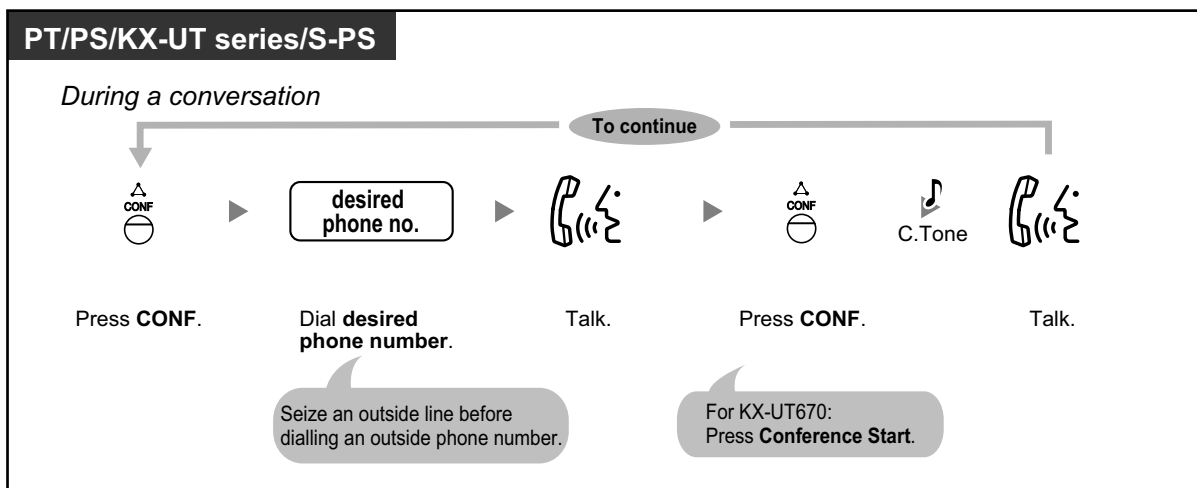 PT/PS/KX-UT series/S-PS
During a conversation
To continue
CONF
desired
phone no.
CONF
C.Tone
Press CONF.
Dial desired
phone number.
Talk.
Press CONF.
Talk.
Seize an outside line before
dialling an outside phone number.
For KX-UT670:
Press Conference Start.